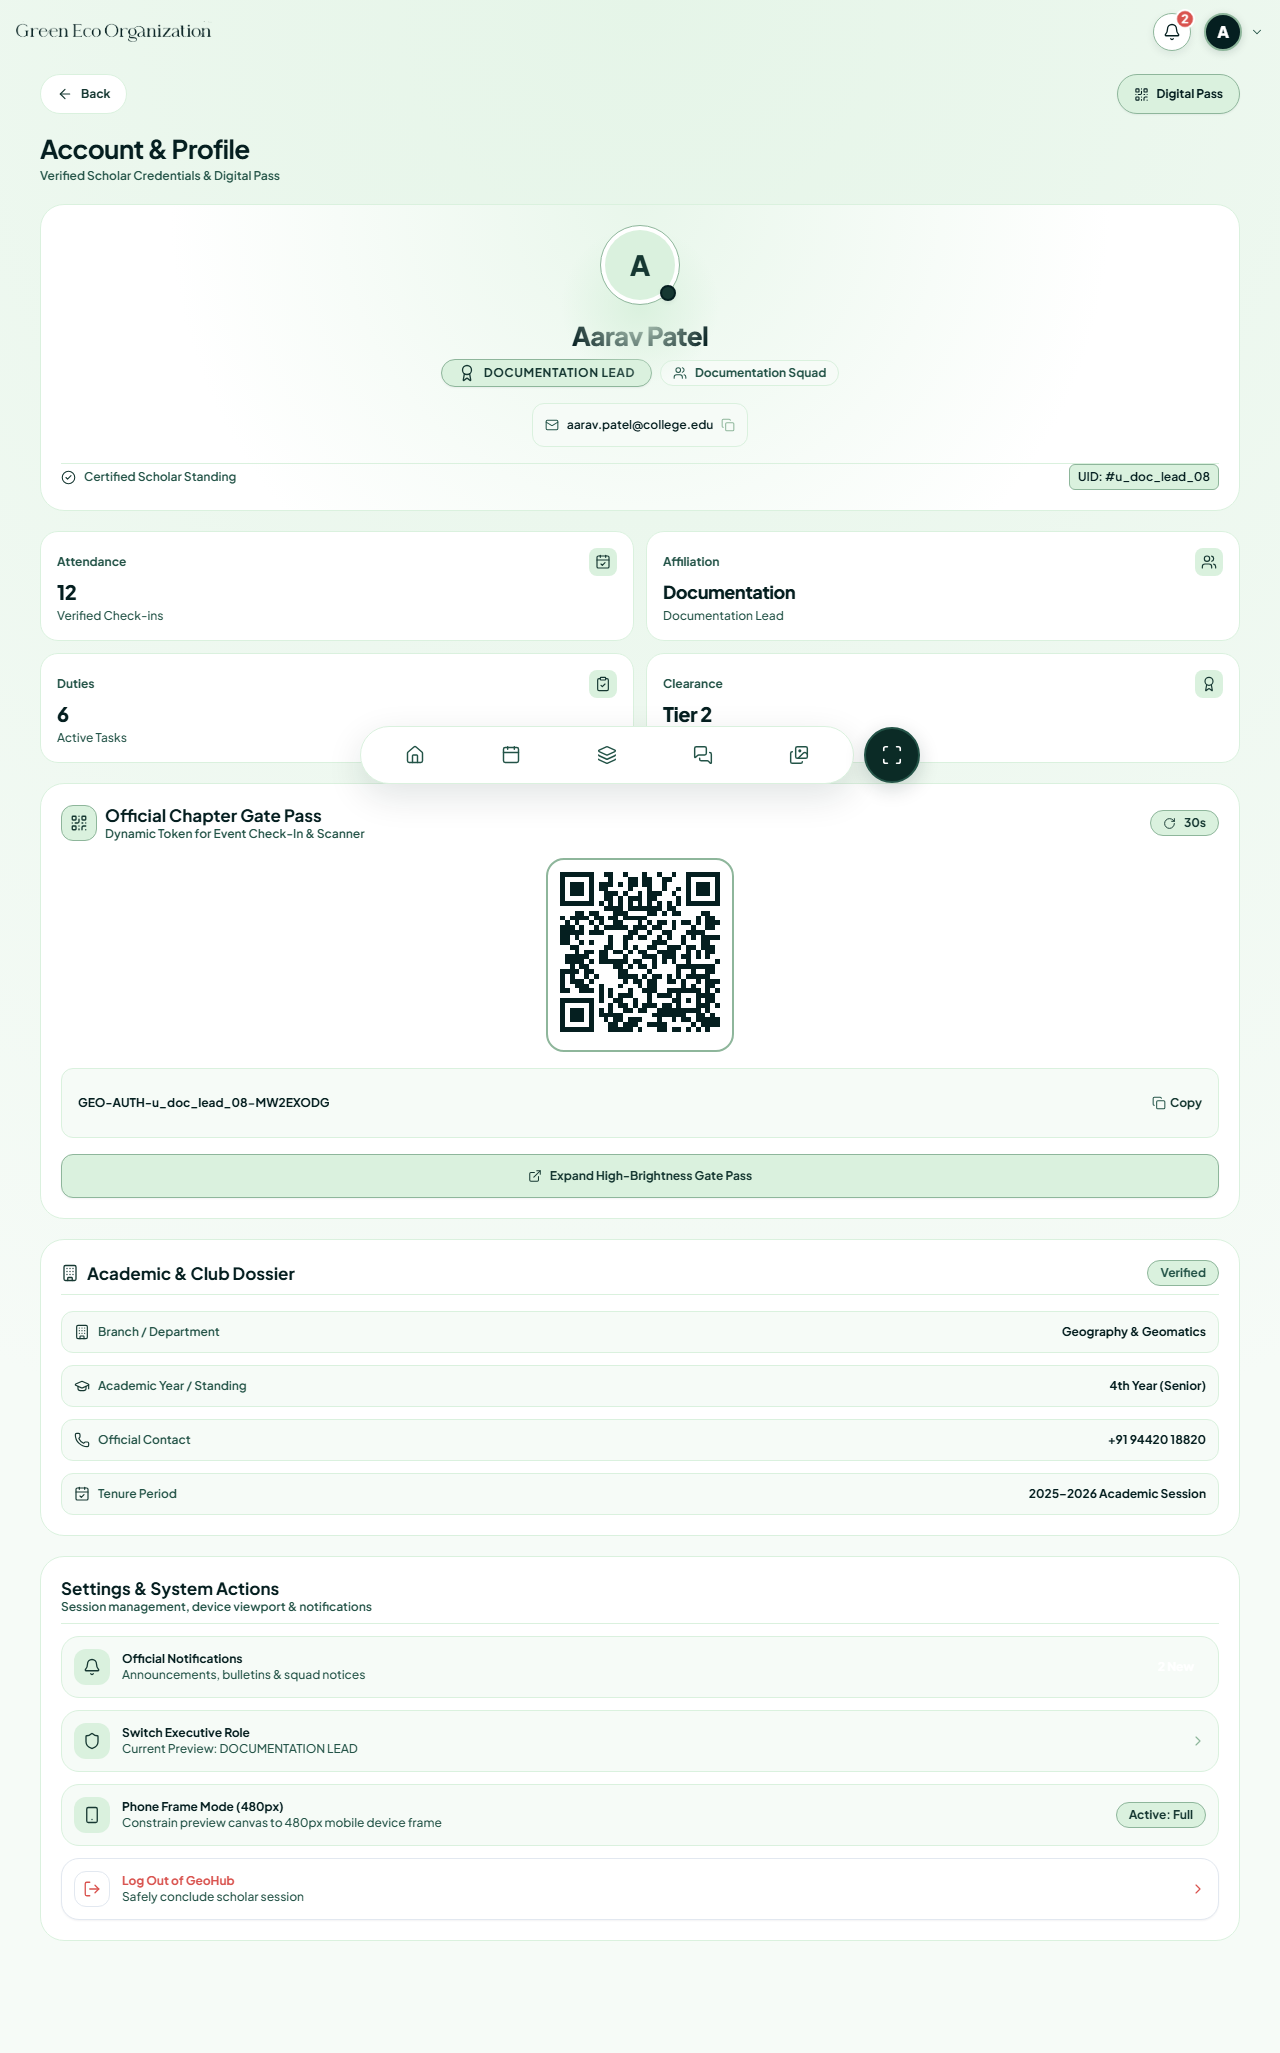 Green Eco Organization
2
A
Back
Digital Pass
Account & Profile
Verified Scholar Credentials & Digital Pass
A
Aarav Patel
DOCUMENTATION LEAD
Documentation Squad
aarav.patel@college.edu
Certified Scholar Standing
UID: #u_doc_lead_08
Attendance
12
Verified Check-ins
Affiliation
Documentation
Documentation Lead
Duties
6
Active Tasks
Clearance
Tier 2
Official Chapter Gate Pass
Dynamic Token for Event Check-In & Scanner
30s
GEO-AUTH-u_doc_lead_08-MW2EXODG
Copy
Expand High-Brightness Gate Pass
Academic & Club Dossier
Verified
Branch / Department
Geography & Geomatics
Academic Year / Standing
4th Year (Senior)
Official Contact
+91 94420 18820
Tenure Period
2025-2026 Academic Session
Settings & System Actions
Session management, device viewport & notifications
Official Notifications
Announcements, bulletins & squad notices
2 New
Switch Executive Role
Current Preview: DOCUMENTATION LEAD
Phone Frame Mode (480px)
Constrain preview canvas to 480px mobile device frame
Active: Full
Log Out of GeoHub
Safely conclude scholar session